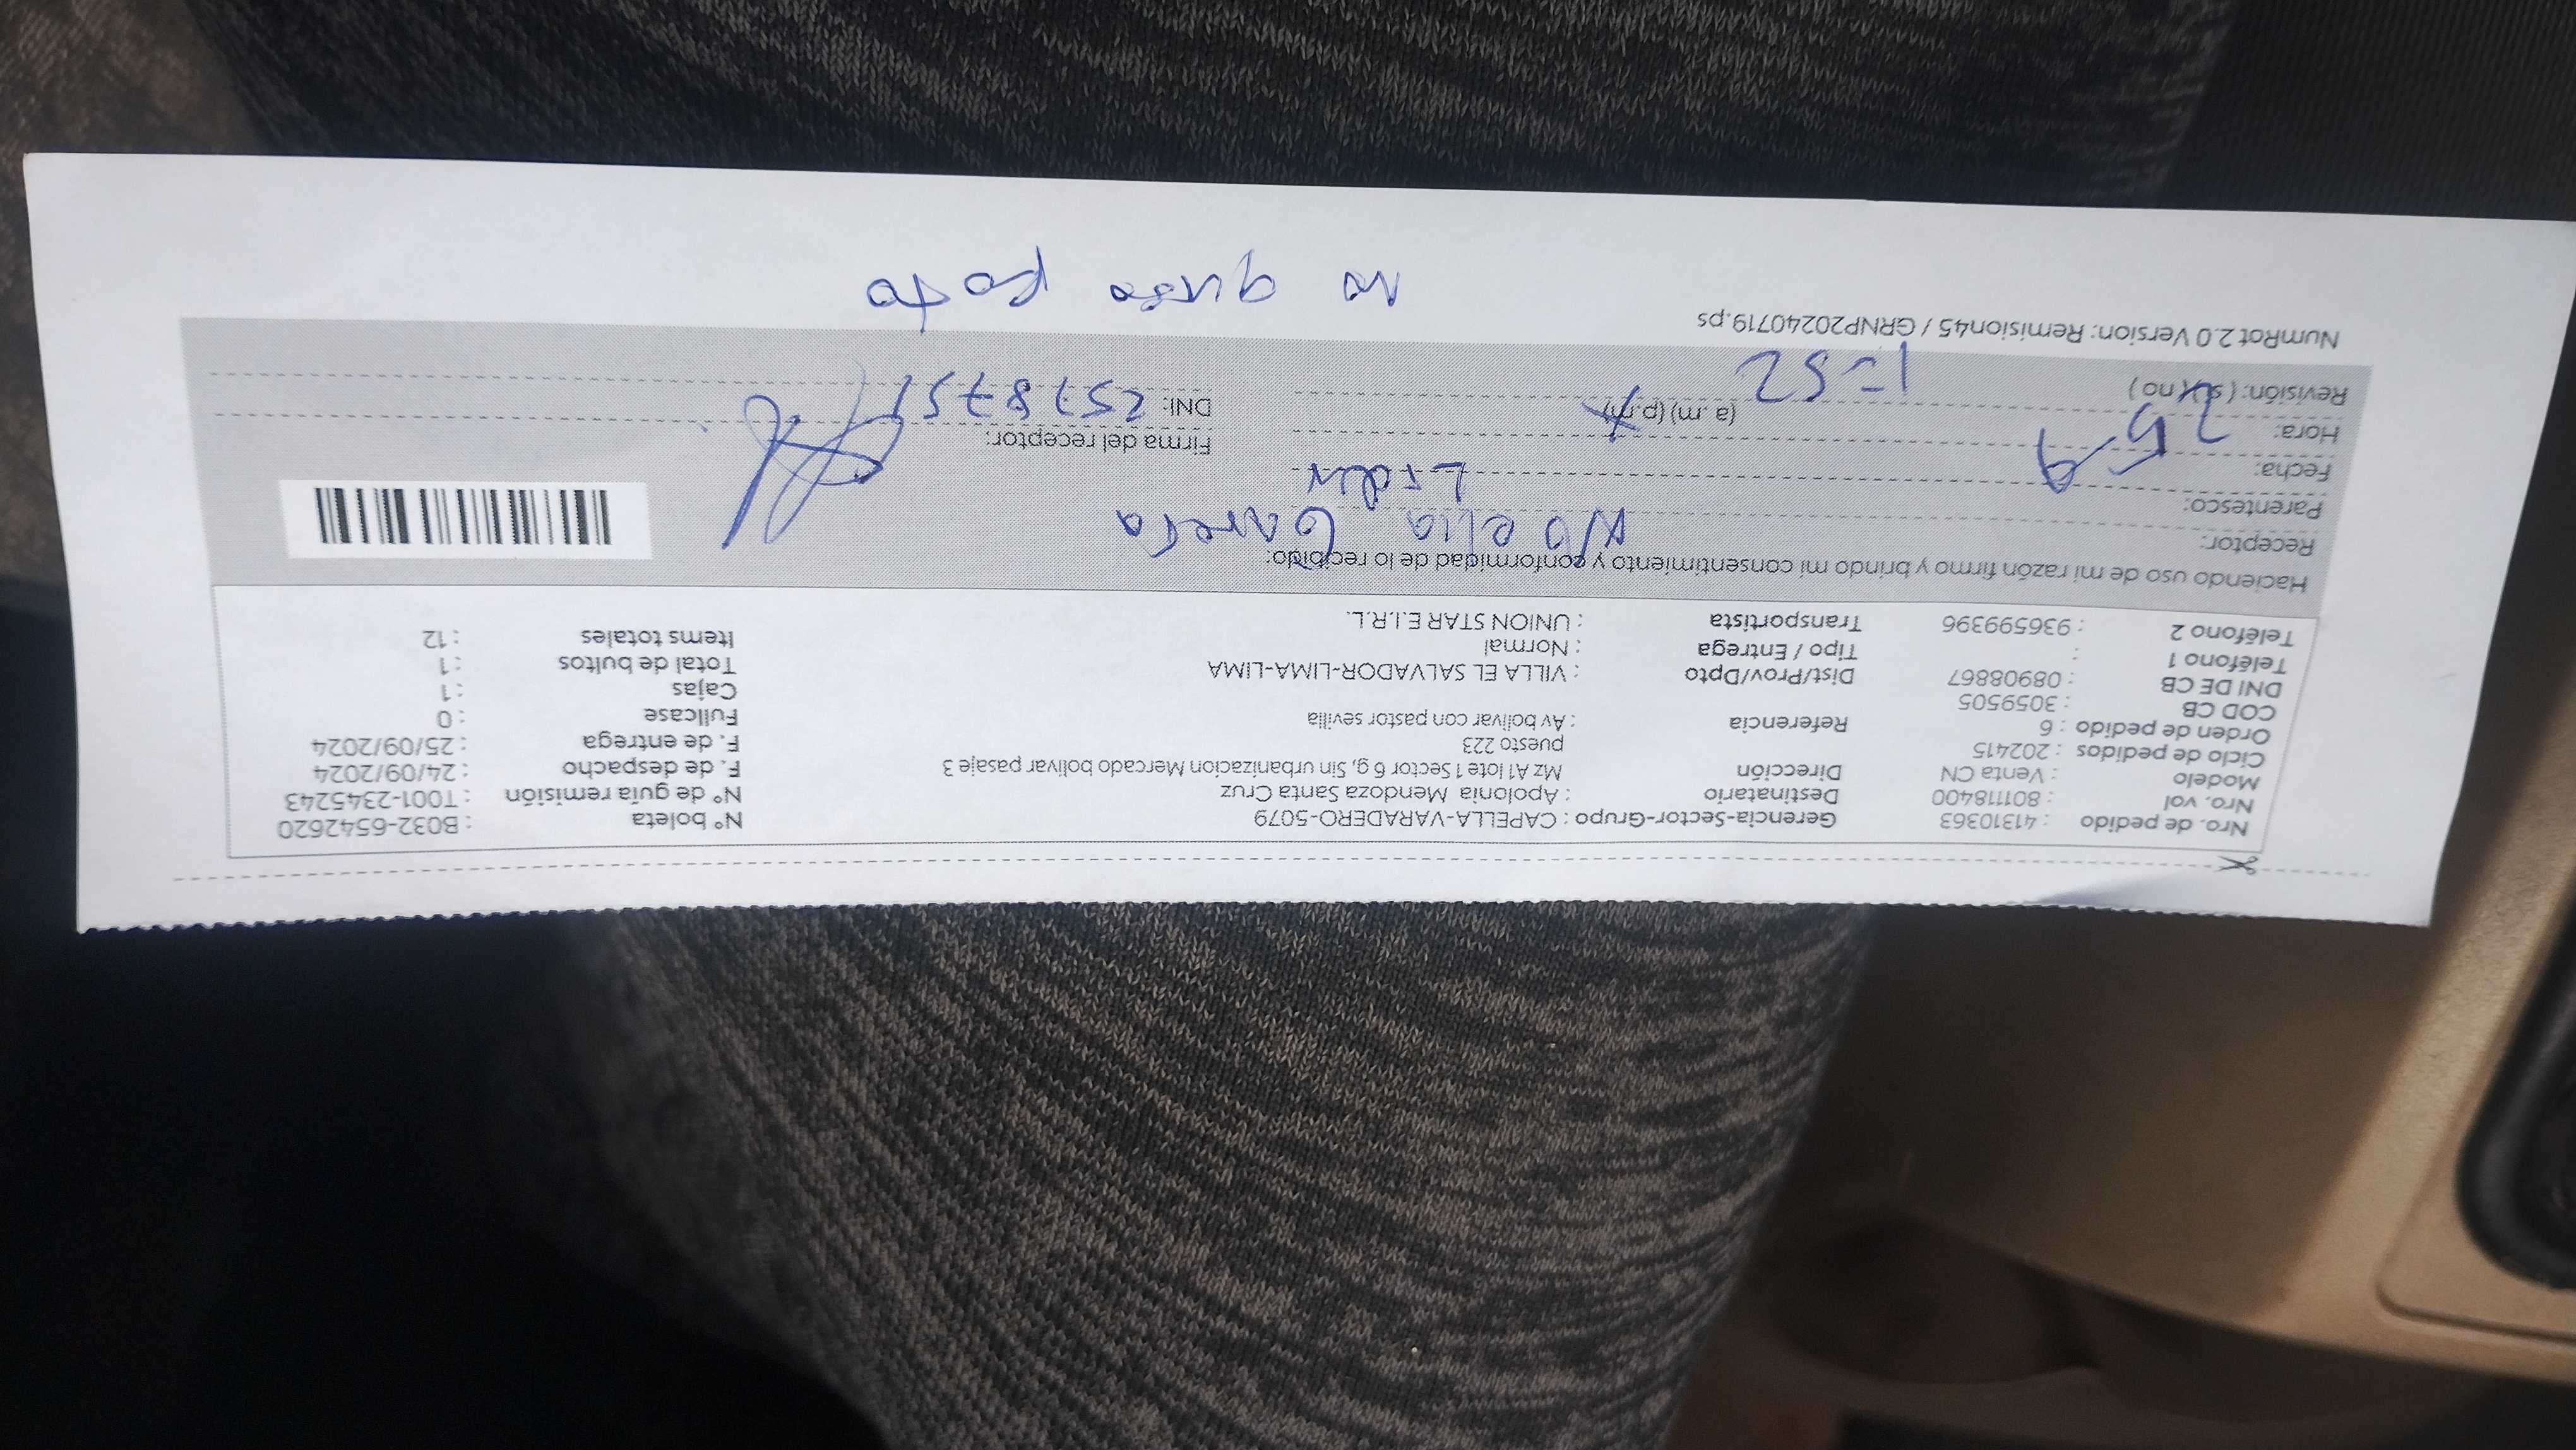 Nro. de pedido : 41310363 Gerencia-Sector-Grupo : CAPELLA-VARADERO-5079 N° boleta : B032-6542620
Nro. vol : 801118400 Destinatario : Apolonia Mendoza Santa Cruz N° de guía remisión : T001-2345243
Modelo : Venta CN Dirección Mz A1 lote 1 Sector 6 g, Sin urbanizacion Mercado bolivar pasaje 3 F. de despacho : 24/09/2024
Ciclo de pedidos : 202415 puesto 223 F. de entrega : 25/09/2024
Orden de pedido : 6 Referencia : Av bolivar con pastor sevilla Fullcase : 0
COD CB : 3059505 Cajas : 1
DNI DE CB : 08908867 Dist/Prov/Dpto : VILLA EL SALVADOR-LIMA-LIMA Total de bultos : 1
Teléfono 1 : Tipo / Entrega : Normal Items totales : 12
Teléfono 2 : 936599396 Transportista : UNION STAR E.I.R.L.
Haciendo uso de mi razón firmo y brindo mi consentimiento y conformidad de lo recibido:
Receptor: Noelia Garcia
Parentesco: Lider
Fecha: 25-9
Hora: 1=52 (a. m) (p.m) Firma del receptor:
Revisión: ( si )( no ) DNI:
NumRot 2.0 Version: Remision45 / GRNP20240719.ps
no quiso foto